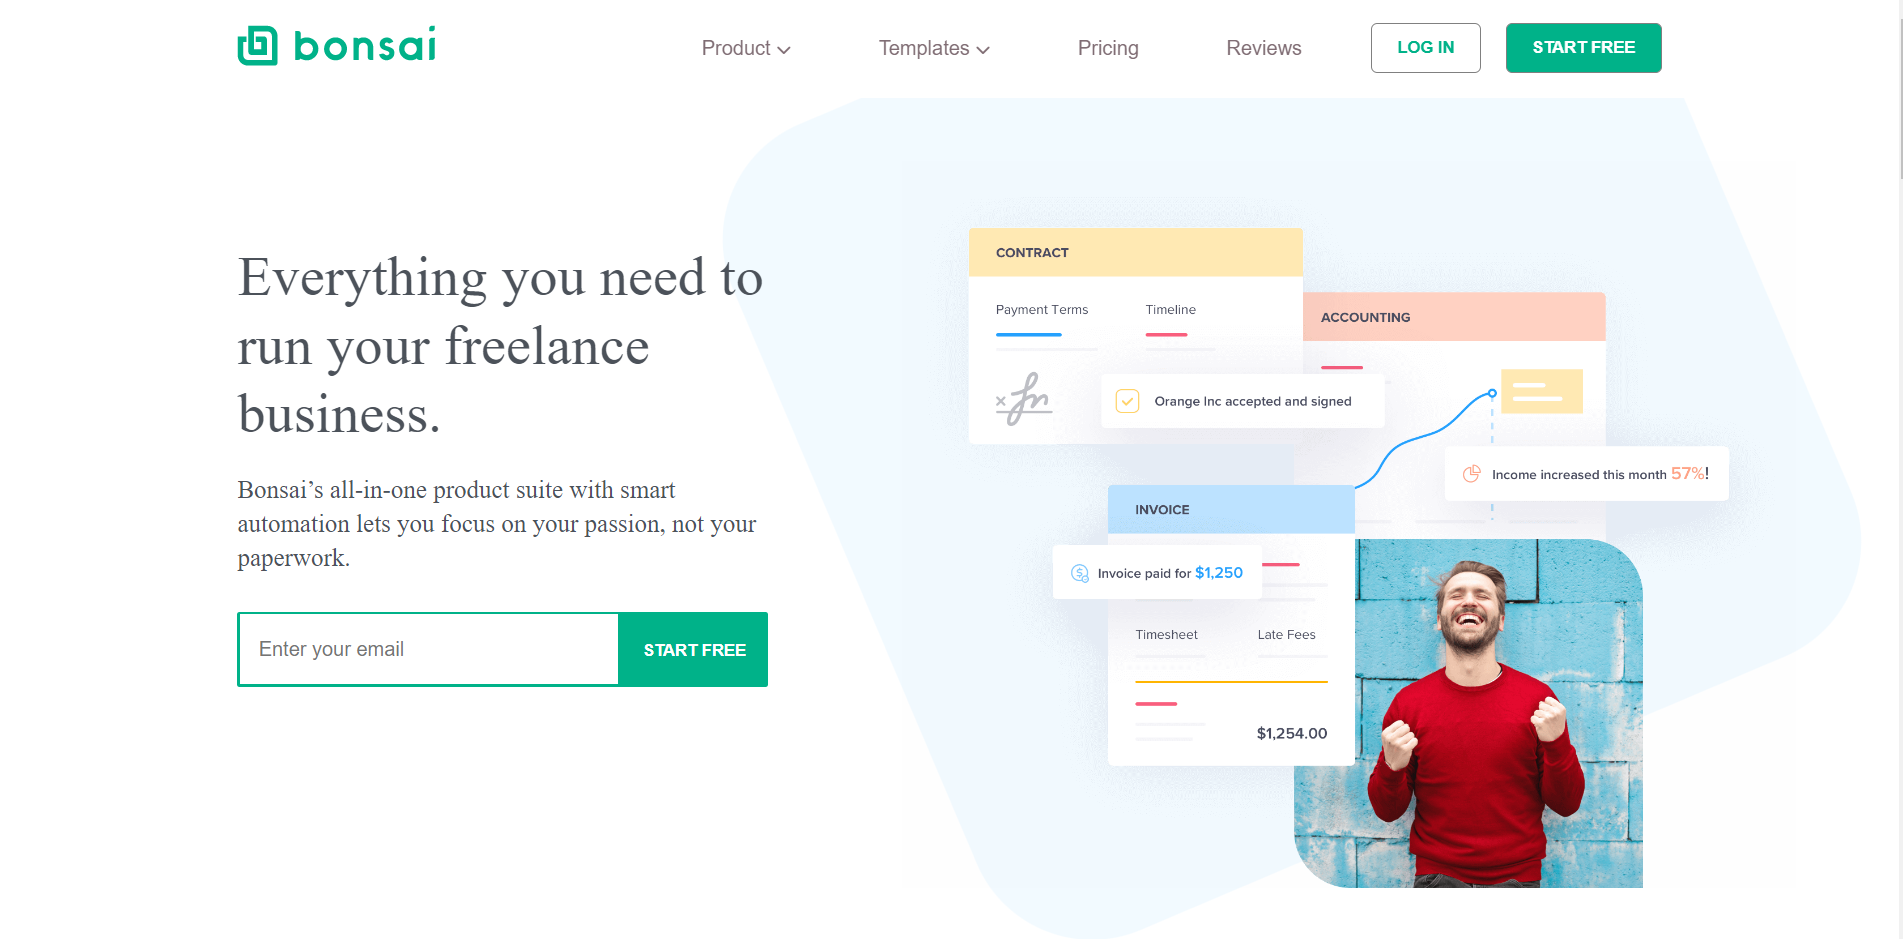 bonsai
Product
Templates
Pricing
Reviews
LOG IN
START FREE
Everything you need to
run your freelance
business.
Bonsai’s all-in-one product suite with smart
automation lets you focus on your passion, not your
paperwork.
Enter your email
START FREE
CONTRACT
Payment Terms
Timeline
Orange Inc accepted and signed
ACCOUNTING
Income increased this month 57%!
INVOICE
Invoice paid for $1,250
Timesheet
Late Fees
$1,254.00